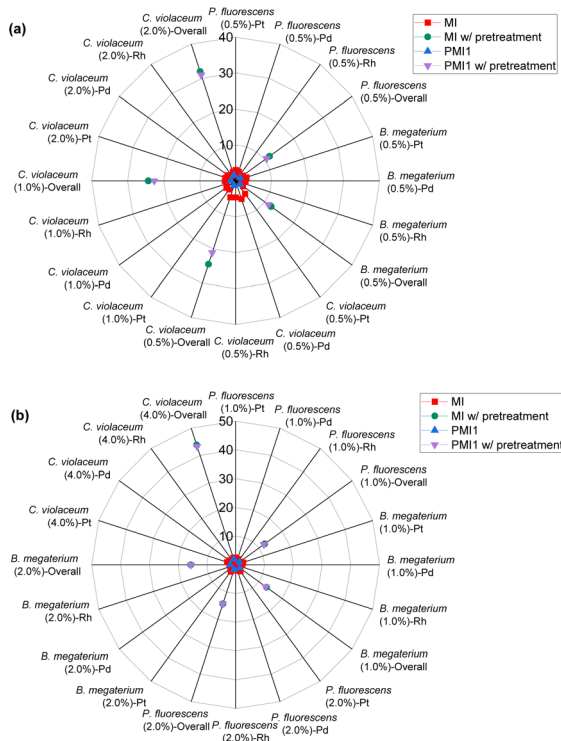 (a)
MI
MI w/ pretreatment
PMI1
PMI1 w/ pretreatment
40
30
20
10
P. fluorescens
(0.5%)-Pt
P. fluorescens
(0.5%)-Pd
P. fluorescens
(0.5%)-Rh
P. fluorescens
(0.5%)-Overall
B. megaterium
(0.5%)-Pt
B. megaterium
(0.5%)-Pd
B. megaterium
(0.5%)-Rh
B. megaterium
(0.5%)-Overall
C. violaceum
(0.5%)-Pt
C. violaceum
(0.5%)-Pd
C. violaceum
(0.5%)-Rh
C. violaceum
(0.5%)-Overall
C. violaceum
(1.0%)-Pt
C. violaceum
(1.0%)-Pd
C. violaceum
(1.0%)-Rh
C. violaceum
(1.0%)-Overall
C. violaceum
(2.0%)-Pt
C. violaceum
(2.0%)-Pd
C. violaceum
(2.0%)-Rh
C. violaceum
(2.0%)-Overall
(b)
MI
MI w/ pretreatment
PMI1
PMI1 w/ pretreatment
50
40
30
20
10
P. fluorescens
(1.0%)-Pt
P. fluorescens
(1.0%)-Pd
P. fluorescens
(1.0%)-Rh
P. fluorescens
(1.0%)-Overall
B. megaterium
(1.0%)-Pt
B. megaterium
(1.0%)-Pd
B. megaterium
(1.0%)-Rh
B. megaterium
(1.0%)-Overall
P. fluorescens
(2.0%)-Pt
P. fluorescens
(2.0%)-Pd
P. fluorescens
(2.0%)-Rh
P. fluorescens
(2.0%)-Overall
B. megaterium
(2.0%)-Pt
B. megaterium
(2.0%)-Pd
B. megaterium
(2.0%)-Rh
B. megaterium
(2.0%)-Overall
C. violaceum
(4.0%)-Pt
C. violaceum
(4.0%)-Pd
C. violaceum
(4.0%)-Rh
C. violaceum
(4.0%)-Overall